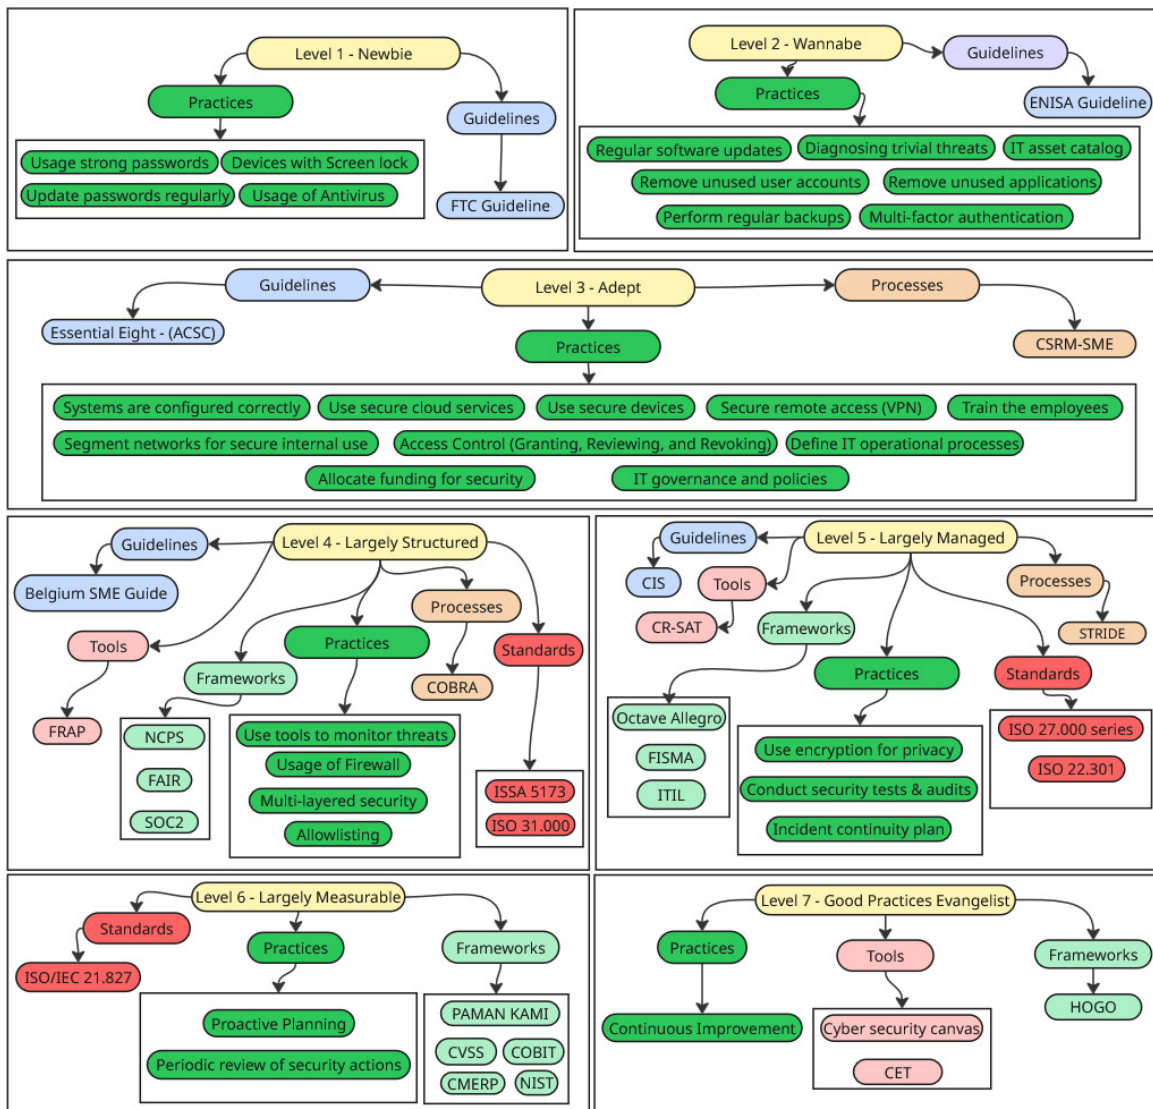 Level 1 - Newbie
Practices
Guidelines
Usage strong passwords
Devices with Screen lock
Update passwords regularly
Usage of Antivirus
FTC Guideline
Level 2 - Wannabe
Guidelines
Practices
ENISA Guideline
Regular software updates
Diagnosing trivial threats
IT asset catalog
Remove unused user accounts
Remove unused applications
Perform regular backups
Multi-factor authentication
Guidelines
Level 3 - Adept
Processes
Essential Eight - (ACSC)
Practices
CSRM-SME
Systems are configured correctly
Use secure cloud services
Use secure devices
Secure remote access (VPN)
Train the employees
Segment networks for secure internal use
Access Control (Granting, Reviewing, and Revoking)
Define IT operational processes
Allocate funding for security
IT governance and policies
Level 4 - Largely Structured
Guidelines
Belgium SME Guide
Processes
Tools
Practices
Standards
Frameworks
COBRA
FRAP
NCPS
FAIR
SOC2
Use tools to monitor threats
Usage of Firewall
Multi-layered security
Allowlisting
ISSA 5173
ISO 31.000
Level 5 - Largely Managed
Guidelines
CIS
Tools
Processes
CR-SAT
Frameworks
STRIDE
Practices
Standards
Octave Allegro
FISMA
ITIL
Use encryption for privacy
Conduct security tests & audits
Incident continuity plan
ISO 27.000 series
ISO 22.301
Level 6 - Largely Measurable
Standards
Practices
Frameworks
ISO/IEC 21.827
Proactive Planning
Periodic review of security actions
PAMAN KAMI
CVSS
COBIT
CMERP
NIST
Level 7 - Good Practices Evangelist
Practices
Tools
Frameworks
Continuous Improvement
Cyber security canvas
CET
HOGO